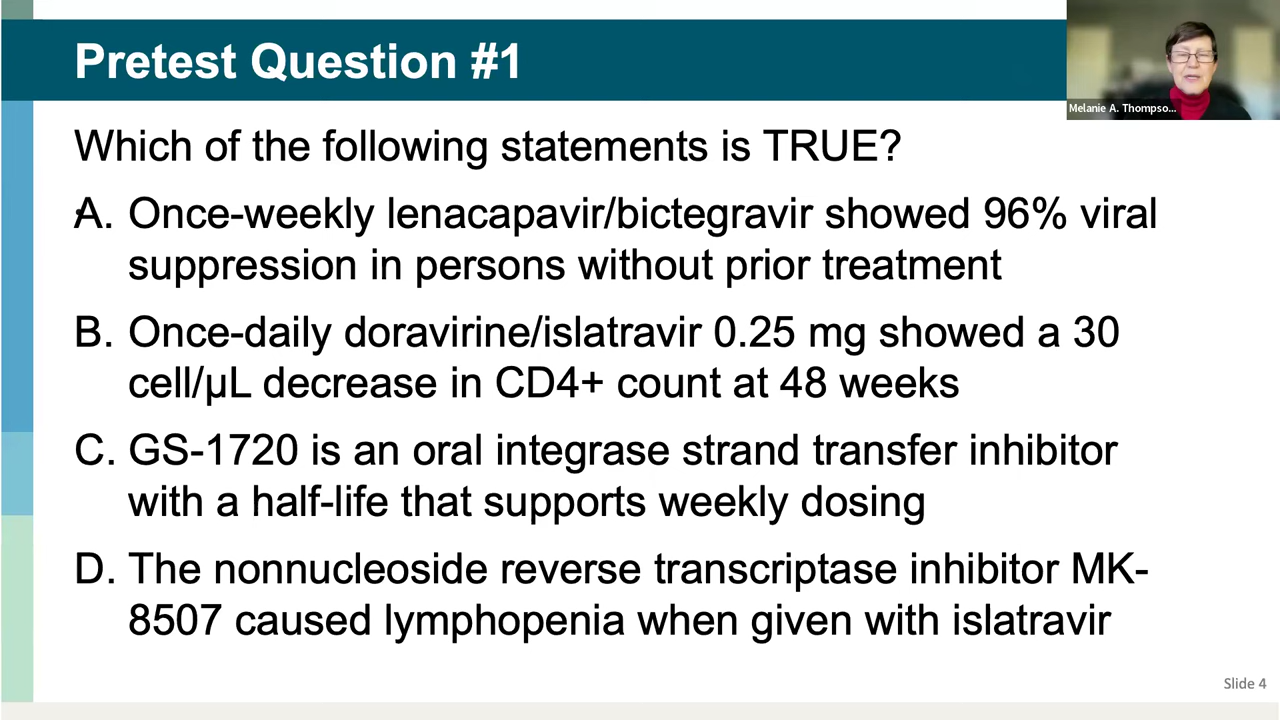 Pretest Question #1
Melanie A. Thompso...
Which of the following statements is TRUE?
A. Once-weekly lenacapavir/bictegravir showed 96% viral
suppression in persons without prior treatment
B. Once-daily doravirine/islatravir 0.25 mg showed a 30
cell/µL decrease in CD4+ count at 48 weeks
C. GS-1720 is an oral integrase strand transfer inhibitor
with a half-life that supports weekly dosing
D. The nonnucleoside reverse transcriptase inhibitor MK-
8507 caused lymphopenia when given with islatravir
Slide 4